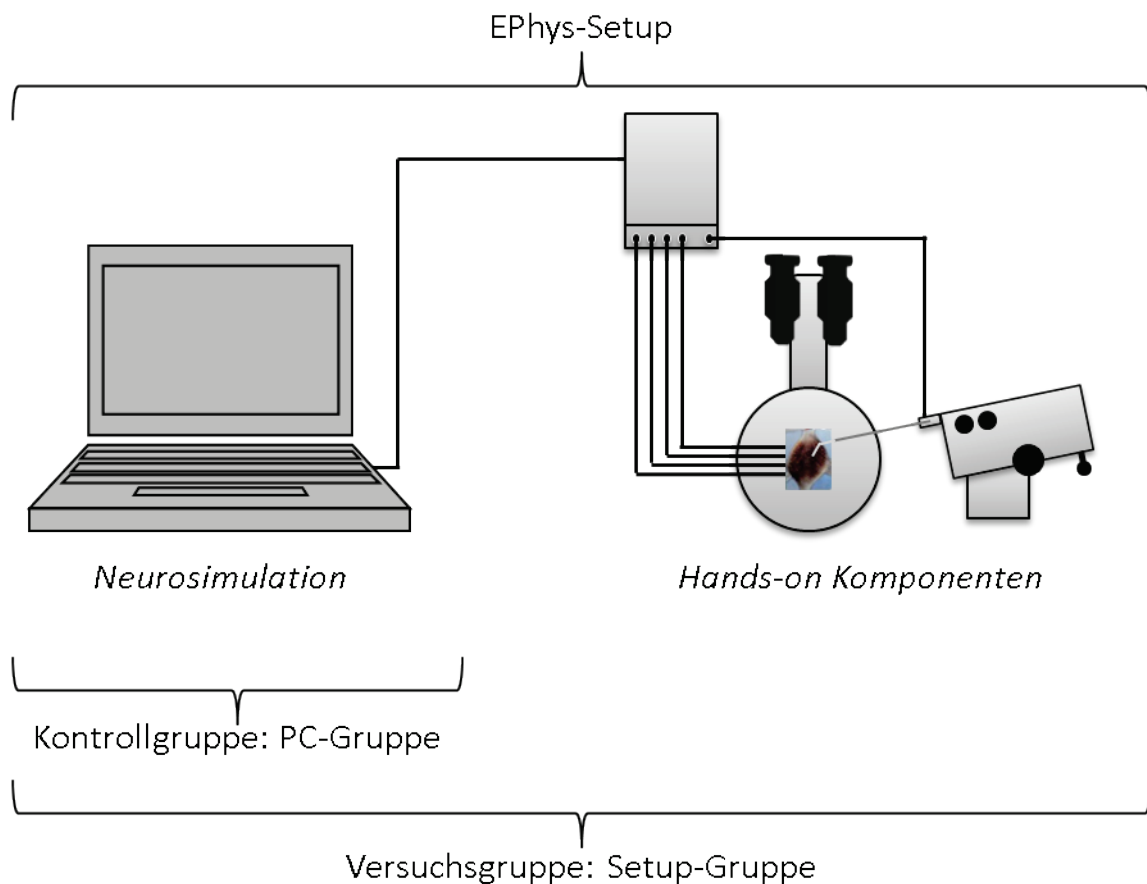 EPhys-Setup
Neurosimulation
Hands-on Komponenten
Kontrollgruppe: PC-Gruppe
Versuchsgruppe: Setup-Gruppe